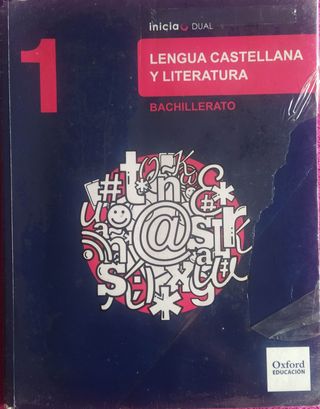 inicia DUAL
1
LENGUA CASTELLANA
Y LITERATURA
BACHILLERATO
Oxford
EDUCACIÓN